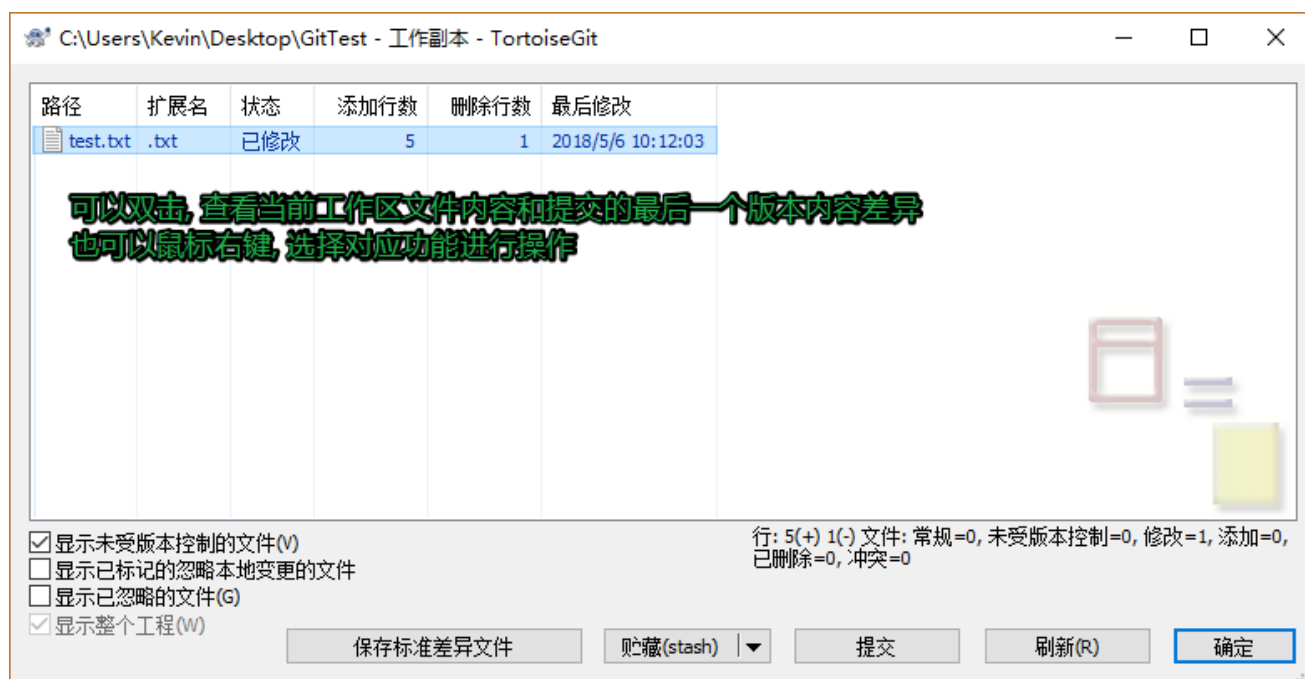 C:\Users\Kevin\Desktop\GitTest - 工作副本 - TortoiseGit
路径 扩展名 状态 添加行数 删除行数 最后修改
test.txt .txt 已修改 5 1 2018/5/6 10:12:03
可以双击, 查看当前工作区文件内容和提交的最后一个版本内容差异
也可以鼠标右键, 选择对应功能进行操作
显示未受版本控制的文件(V)
显示已标记的忽略本地变更的文件
显示已忽略的文件(G)
显示整个工程(W)
行: 5(+) 1(-) 文件: 常规=0, 未受版本控制=0, 修改=1, 添加=0,
已删除=0, 冲突=0
保存标准差异文件 贮藏(stash) 提交 刷新(R) 确定